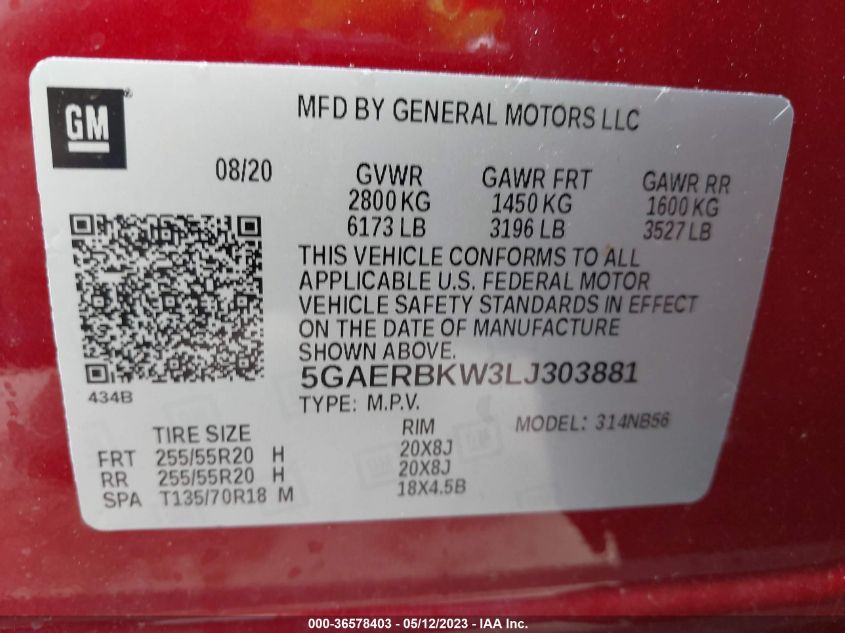 GM
MFD BY GENERAL MOTORS LLC
08/20
GVWR GAWR FRT GAWR RR
2800 KG 1450 KG 1600 KG
6173 LB 3196 LB 3527 LB
THIS VEHICLE CONFORMS TO ALL
APPLICABLE U.S. FEDERAL MOTOR
VEHICLE SAFETY STANDARDS IN EFFECT
ON THE DATE OF MANUFACTURE
SHOWN ABOVE.
5GAERBKW3LJ303881
434B
TYPE: M.P.V. MODEL: 314NB56
TIRE SIZE RIM
FRT 255/55R20 H 20X8J
RR 255/55R20 H 20X8J
SPA T135/70R18 M 18X4.5B
000-36578403 - 05/12/2023 - IAA Inc.